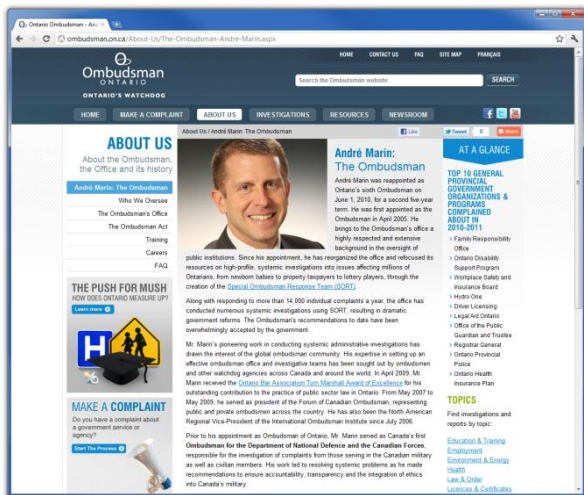 Ontario Ombudsman - And
ombudsman.on.ca/About-Us/The-Ombudsman-Andre-Marin.aspx
HOME CONTACT US FAQ SITE MAP FRANÇAIS
Ombudsman
ONTARIO
ONTARIO'S WATCHDOG
Search the Ombudsman website
SEARCH
HOME MAKE A COMPLAINT ABOUT US INVESTIGATIONS RESOURCES NEWSROOM
ABOUT US
About the Ombudsman,
the Office and its history
André Marin: The Ombudsman
Who We Oversee
The Ombudsman's Office
The Ombudsman Act
Training
Careers
FAQ
THE PUSH FOR MUSH
HOW DOES ONTARIO MEASURE UP?
Learn more
H
MAKE A COMPLAINT
Do you have a complaint about
a government service or
agency?
Start The Process
About Us / André Marin: The Ombudsman
Like
Tweet 0 Share
André Marin:
The Ombudsman
André Marin was reappointed as
Ontario's sixth Ombudsman on
June 1, 2010, for a second five-year
term. He was first appointed as the
Ombudsman in April 2005. He
brings to the Ombudsman's office a
highly respected and extensive
background in the oversight of
public institutions. Since his appointment, he has reorganized the office and refocused its
resources on high-profile, systemic investigations into issues affecting millions of
Ontarians, from newborn babies to property taxpayers to lottery players, through the
creation of the Special Ombudsman Response Team (SORT).
Along with responding to more than 14,000 individual complaints a year, the office has
conducted numerous systemic investigations using SORT, resulting in dramatic
government reforms. The Ombudsman's recommendations to date have been
overwhelmingly accepted by the government.
Mr. Marin's pioneering work in conducting systemic administrative investigations has
drawn the interest of the global ombudsman community. His expertise in setting up an
effective ombudsman office and investigative teams has been sought out by ombudsmen
and other watchdog agencies across Canada and around the world. In April 2009, Mr.
Marin received the Ontario Bar Association Tom Marshall Award of Excellence for his
outstanding contribution to the practice of public sector law in Ontario. From May 2007 to
May 2009, he served as president of the Forum of Canadian Ombudsman, representing
public and private ombudsmen across the country. He has also been the North American
Regional Vice-President of the International Ombudsman Institute since July 2006.
Prior to his appointment as Ombudsman of Ontario, Mr. Marin served as Canada's first
Ombudsman for the Department of National Defence and the Canadian Forces,
responsible for the investigation of complaints from those serving in the Canadian military
as well as civilian members. His work led to resolving systemic problems as he made
recommendations to ensure accountability, transparency and the integration of ethics
into Canada's military.
AT A GLANCE
TOP 10 GENERAL
PROVINCIAL
GOVERNMENT
ORGANIZATIONS &
PROGRAMS
COMPLAINED
ABOUT IN
2010-2011
Family Responsibility
Office
Ontario Disability
Support Program
Workplace Safety and
Insurance Board
Hydro One
Driver Licensing
Legal Aid Ontario
Office of the Public
Guardian and Trustee
Registrar General
Ontario Provincial
Police
Ontario Health
Insurance Plan
TOPICS
Find investigations and
reports by topic:
Education & Training
Employment
Environment & Energy
Health
Law & Order
Licences & Certificates